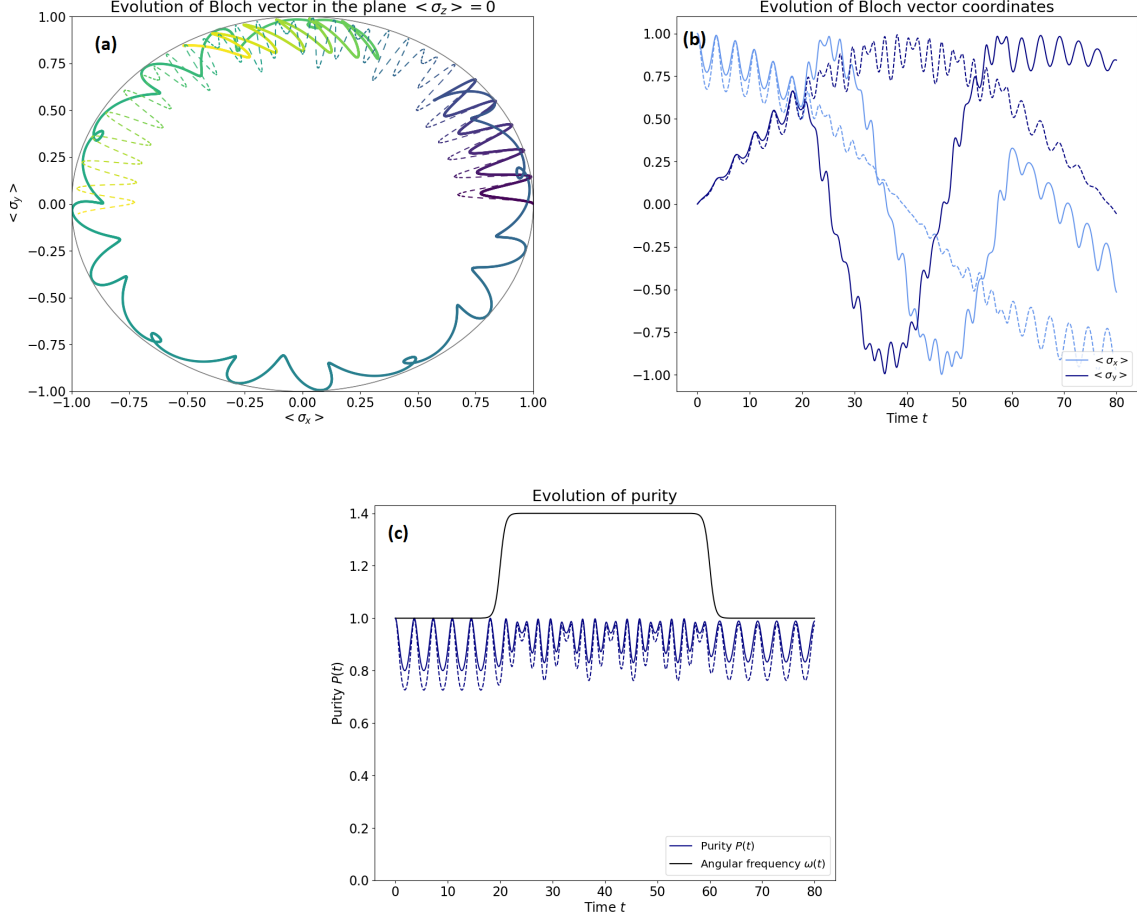 Evolution of Bloch vector in the plane < σz > = 0
(a)
1.00
0.75
0.50
0.25
0.00
−0.25
−0.50
−0.75
−1.00
< σy >
−1.00 −0.75 −0.50 −0.25 0.00 0.25 0.50 0.75 1.00
< σx >
Evolution of Bloch vector coordinates
(b)
1.00
0.75
0.50
0.25
0.00
−0.25
−0.50
−0.75
−1.00
< σx >
< σy >
0 10 20 30 40 50 60 70 80
Time t
Evolution of purity
(c)
1.4
1.2
1.0
0.8
0.6
0.4
0.2
0.0
Purity P(t)
Purity P(t)
Angular frequency ω(t)
0 10 20 30 40 50 60 70 80
Time t